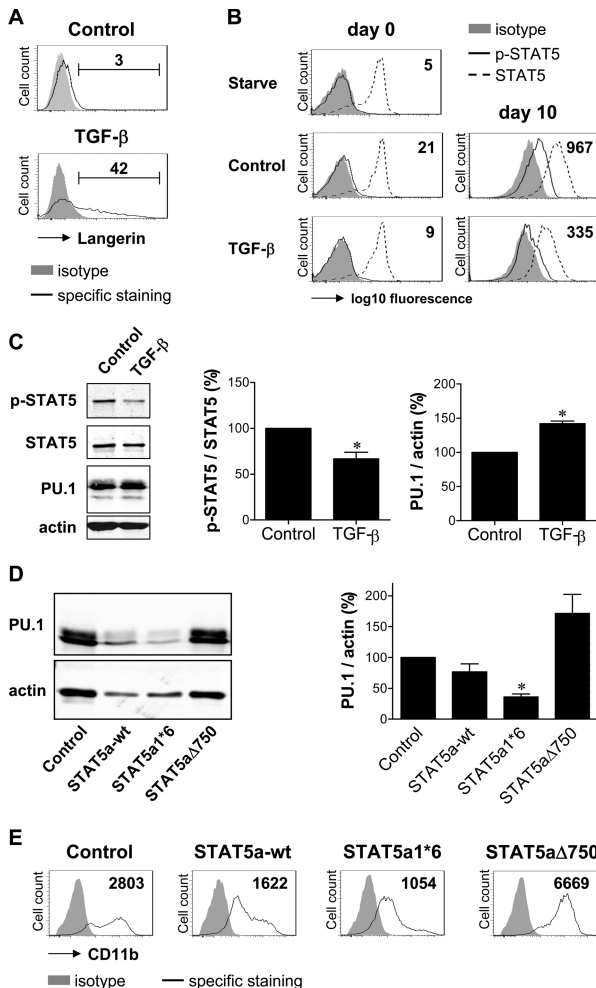 A
Control
Cell count
3
TGF-β
Cell count
42
Langerin
isotype
specific staining
B
day 0
isotype
p-STAT5
STAT5
day 10
Starve
Cell count
5
Control
Cell count
21
Cell count
967
TGF-β
Cell count
9
Cell count
335
log10 fluorescence
C
Control
TGF-β
p-STAT5
STAT5
PU.1
actin
p-STAT5 / STAT5 (%)
150
100
50
0
*
Control
TGF-β
PU.1 / actin (%)
200
150
100
50
0
*
Control
TGF-β
D
PU.1
actin
Control
STAT5a-wt
STAT5a1*6
STAT5aΔ750
PU.1 / actin (%)
200
150
100
50
0
*
Control
STAT5a-wt
STAT5a1*6
STAT5aΔ750
E
Control
STAT5a-wt
STAT5a1*6
STAT5aΔ750
Cell count
2803
Cell count
1622
Cell count
1054
Cell count
6669
CD11b
isotype
specific staining